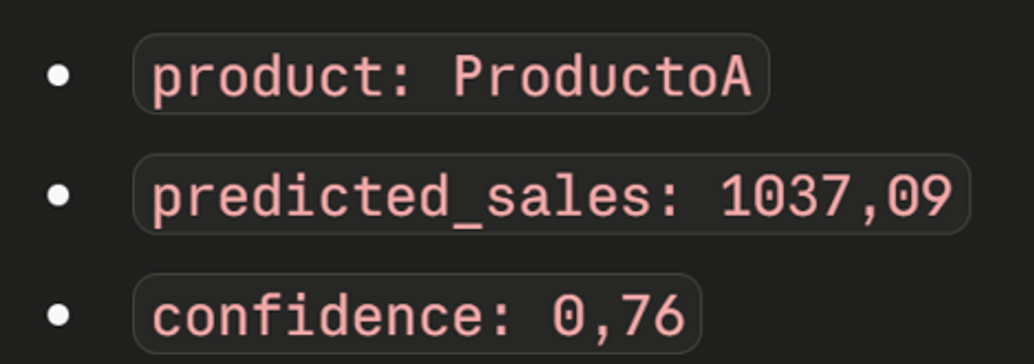 product: ProductoA
predicted_sales: 1037,09
confidence: 0,76